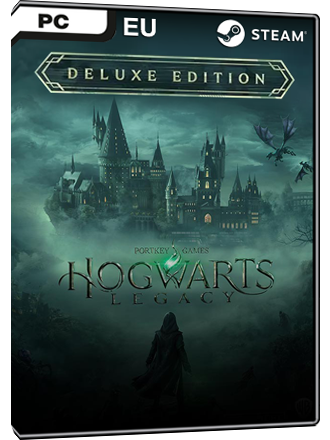 PC EU STEAM®
DELUXE EDITION
PORTKEY GAMES
HOGWARTS
LEGACY